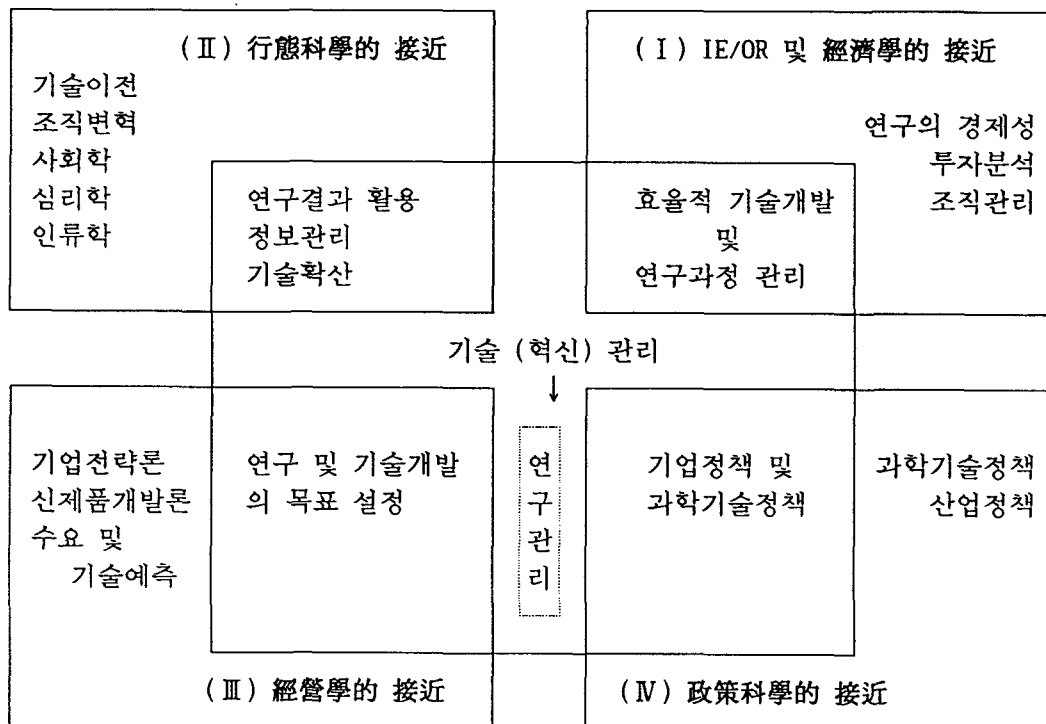 (Ⅱ) 行態科學的 接近
기술이전
조직변혁
사회학
심리학
인류학
연구결과 활용
정보관리
기술확산
(Ⅰ) IE/OR 및 經濟學的 接近
연구의 경제성
투자분석
조직관리
효율적 기술개발
및
연구과정 관리
기술 (혁신) 관리
↓
연
구
관
리
기업전략론
신제품개발론
수요 및
기술예측
연구 및 기술개발
의 목표 설정
(Ⅲ) 經營學的 接近
기업정책 및
과학기술정책
과학기술정책
산업정책
(Ⅳ) 政策科學的 接近